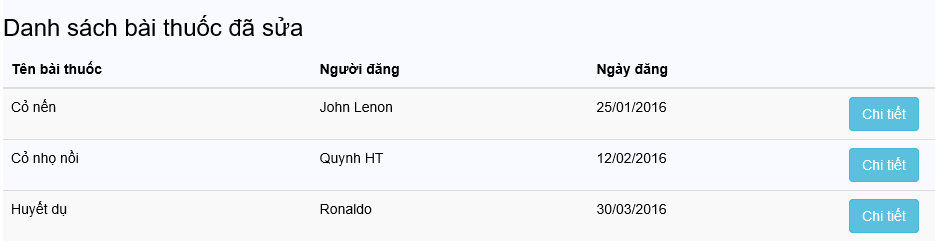 Danh sách bài thuốc đã sửa
Tên bài thuốc Người đăng Ngày đăng
Cỏ nến John Lenon 25/01/2016 Chi tiết
Cỏ nhọ nồi Quynh HT 12/02/2016 Chi tiết
Huyết dụ Ronaldo 30/03/2016 Chi tiết